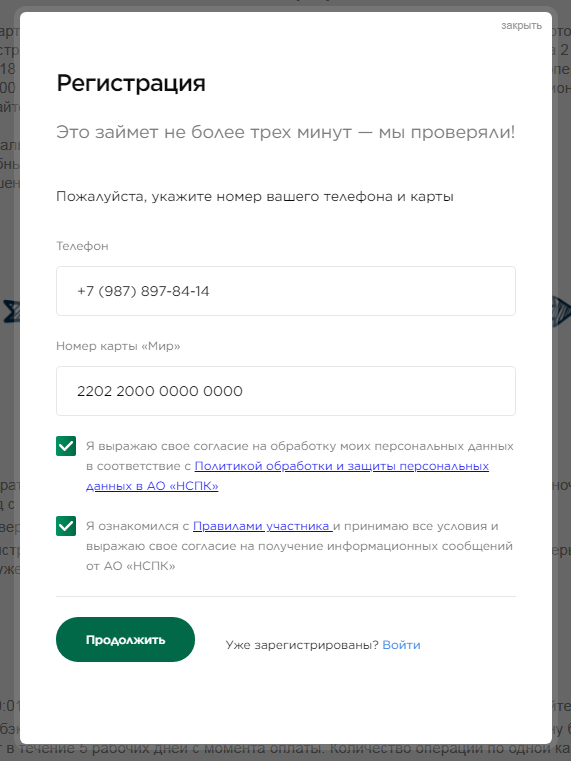 закрыть
Регистрация
Это займет не более трех минут — мы проверяли!
Пожалуйста, укажите номер вашего телефона и карты
Телефон
+7 (987) 897-84-14
Номер карты «Мир»
2202 2000 0000 0000
Я выражаю свое согласие на обработку моих персональных данных
в соответствие с Политикой обработки и защиты персональных
данных в АО «НСПК»
Я ознакомился с Правилами участника и принимаю все условия и
выражаю свое согласие на получение информационных сообщений
от АО «НСПК»
Продолжить
Уже зарегистрированы? Войти
в течение 5 рабочих дней с момента оплаты. Количество операций по одной